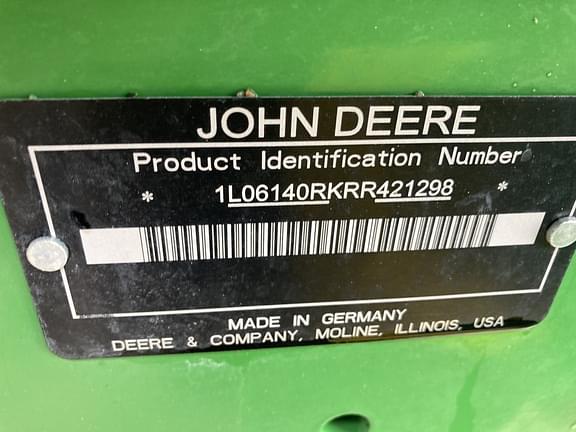 JOHN DEERE
Product Identification Number
* 1L06140RKRR421298 *
MADE IN GERMANY
DEERE & COMPANY, MOLINE, ILLINOIS, USA